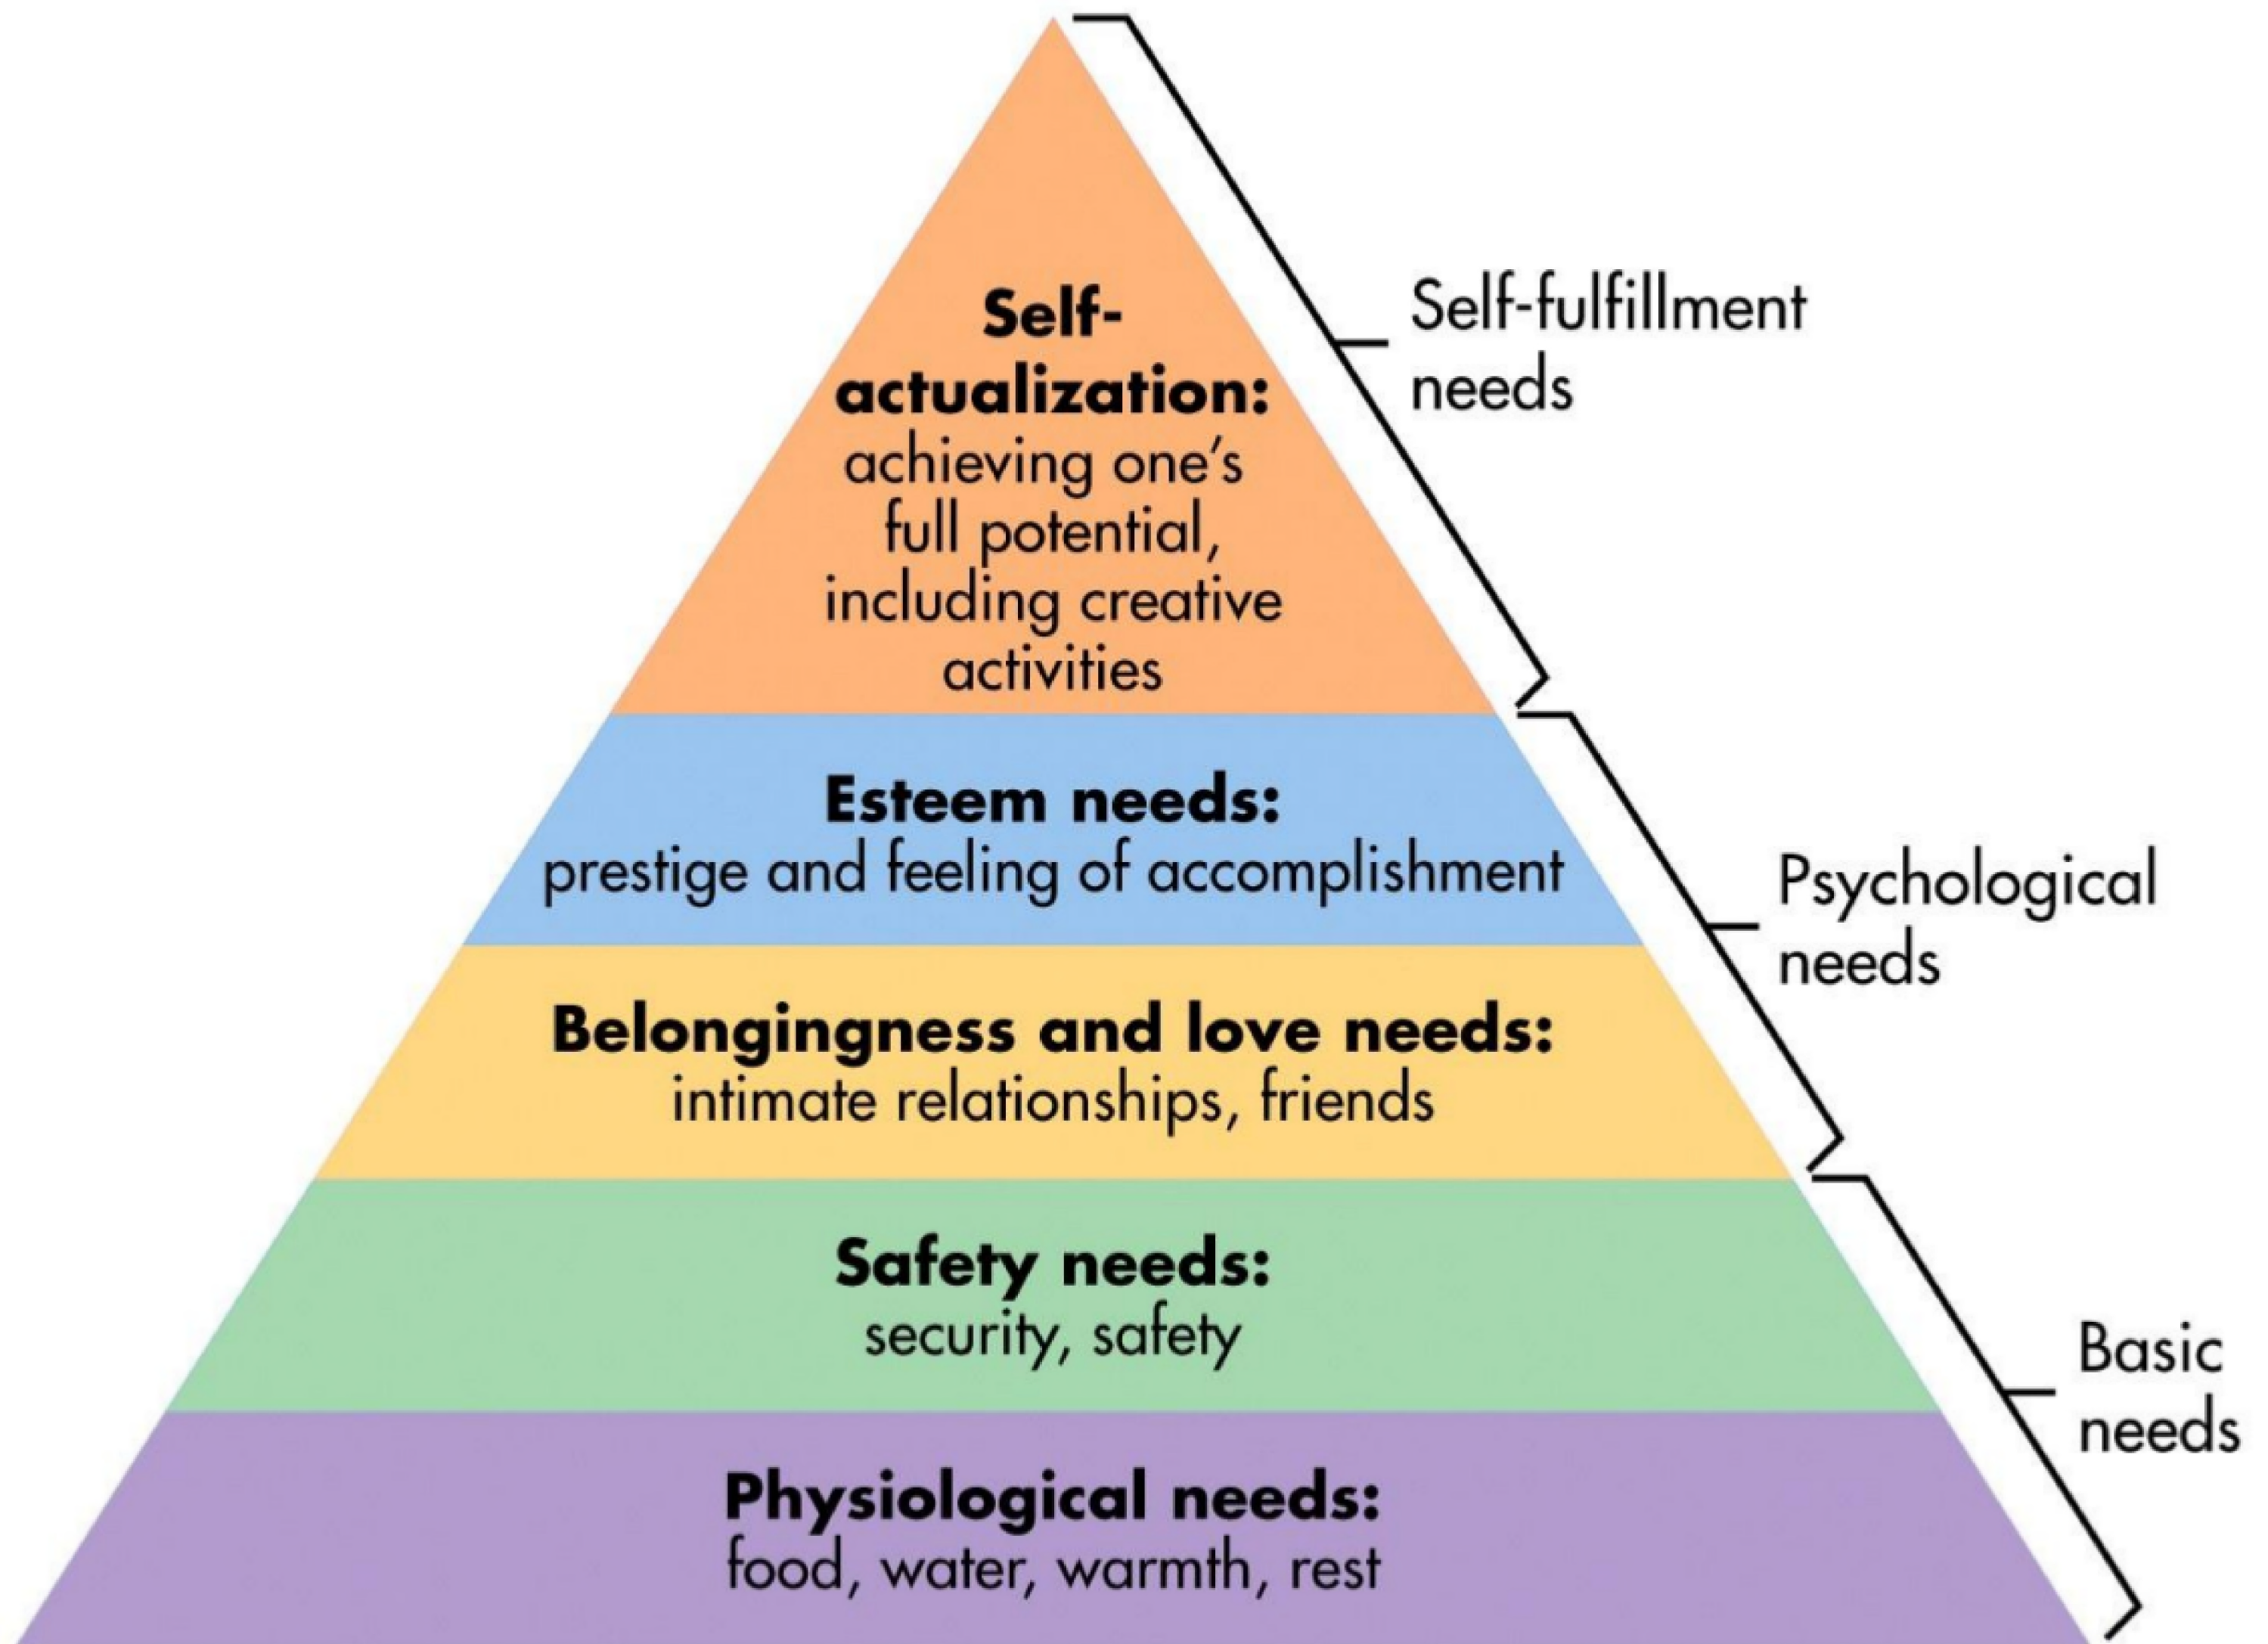 Self-
actualization:
achieving one’s
full potential,
including creative
activities
Self-fulfillment
needs
Esteem needs:
prestige and feeling of accomplishment
Psychological
needs
Belongingness and love needs:
intimate relationships, friends
Safety needs:
security, safety
Basic
needs
Physiological needs:
food, water, warmth, rest